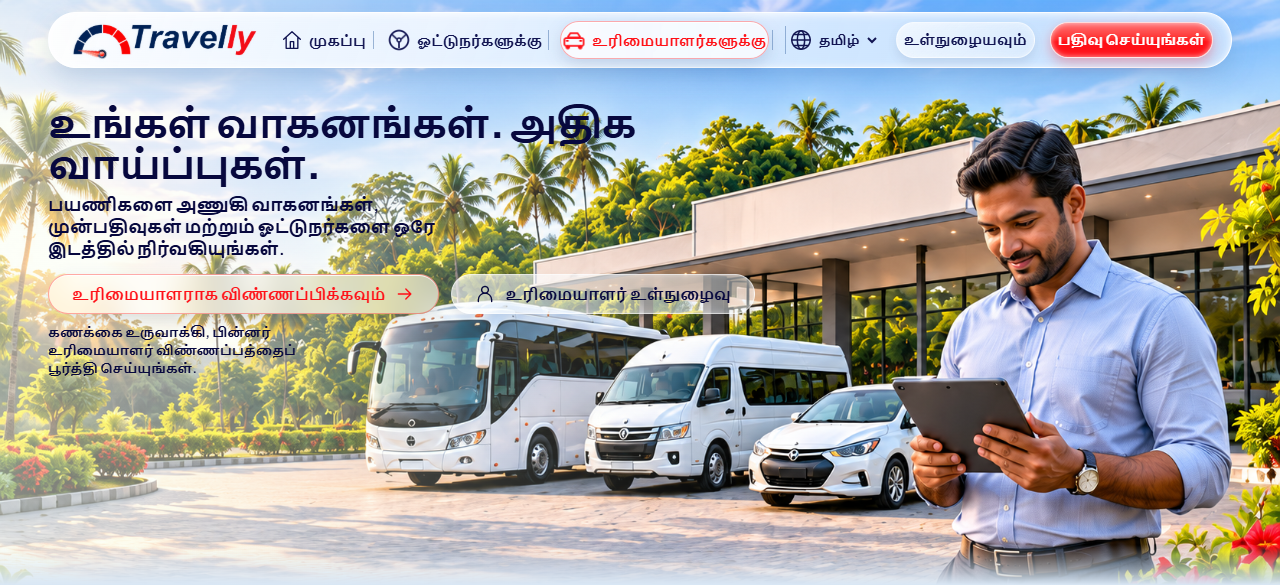 Travelly
முகப்பு
ஓட்டுநர்களுக்கு
உரிமையாளர்களுக்கு
தமிழ்
உள்நுழையவும்
பதிவு செய்யுங்கள்
உங்கள் வாகனங்கள். அதிக
வாய்ப்புகள்.
பயணிகளை அணுகி வாகனங்கள்,
முன்பதிவுகள் மற்றும் ஓட்டுநர்களை ஒரே
இடத்தில் நிர்வகியுங்கள்.
உரிமையாளராக விண்ணப்பிக்கவும்
உரிமையாளர் உள்நுழைவு
கணக்கை உருவாக்கி, பின்னர்
உரிமையாளர் விண்ணப்பத்தைப்
பூர்த்தி செய்யுங்கள்.